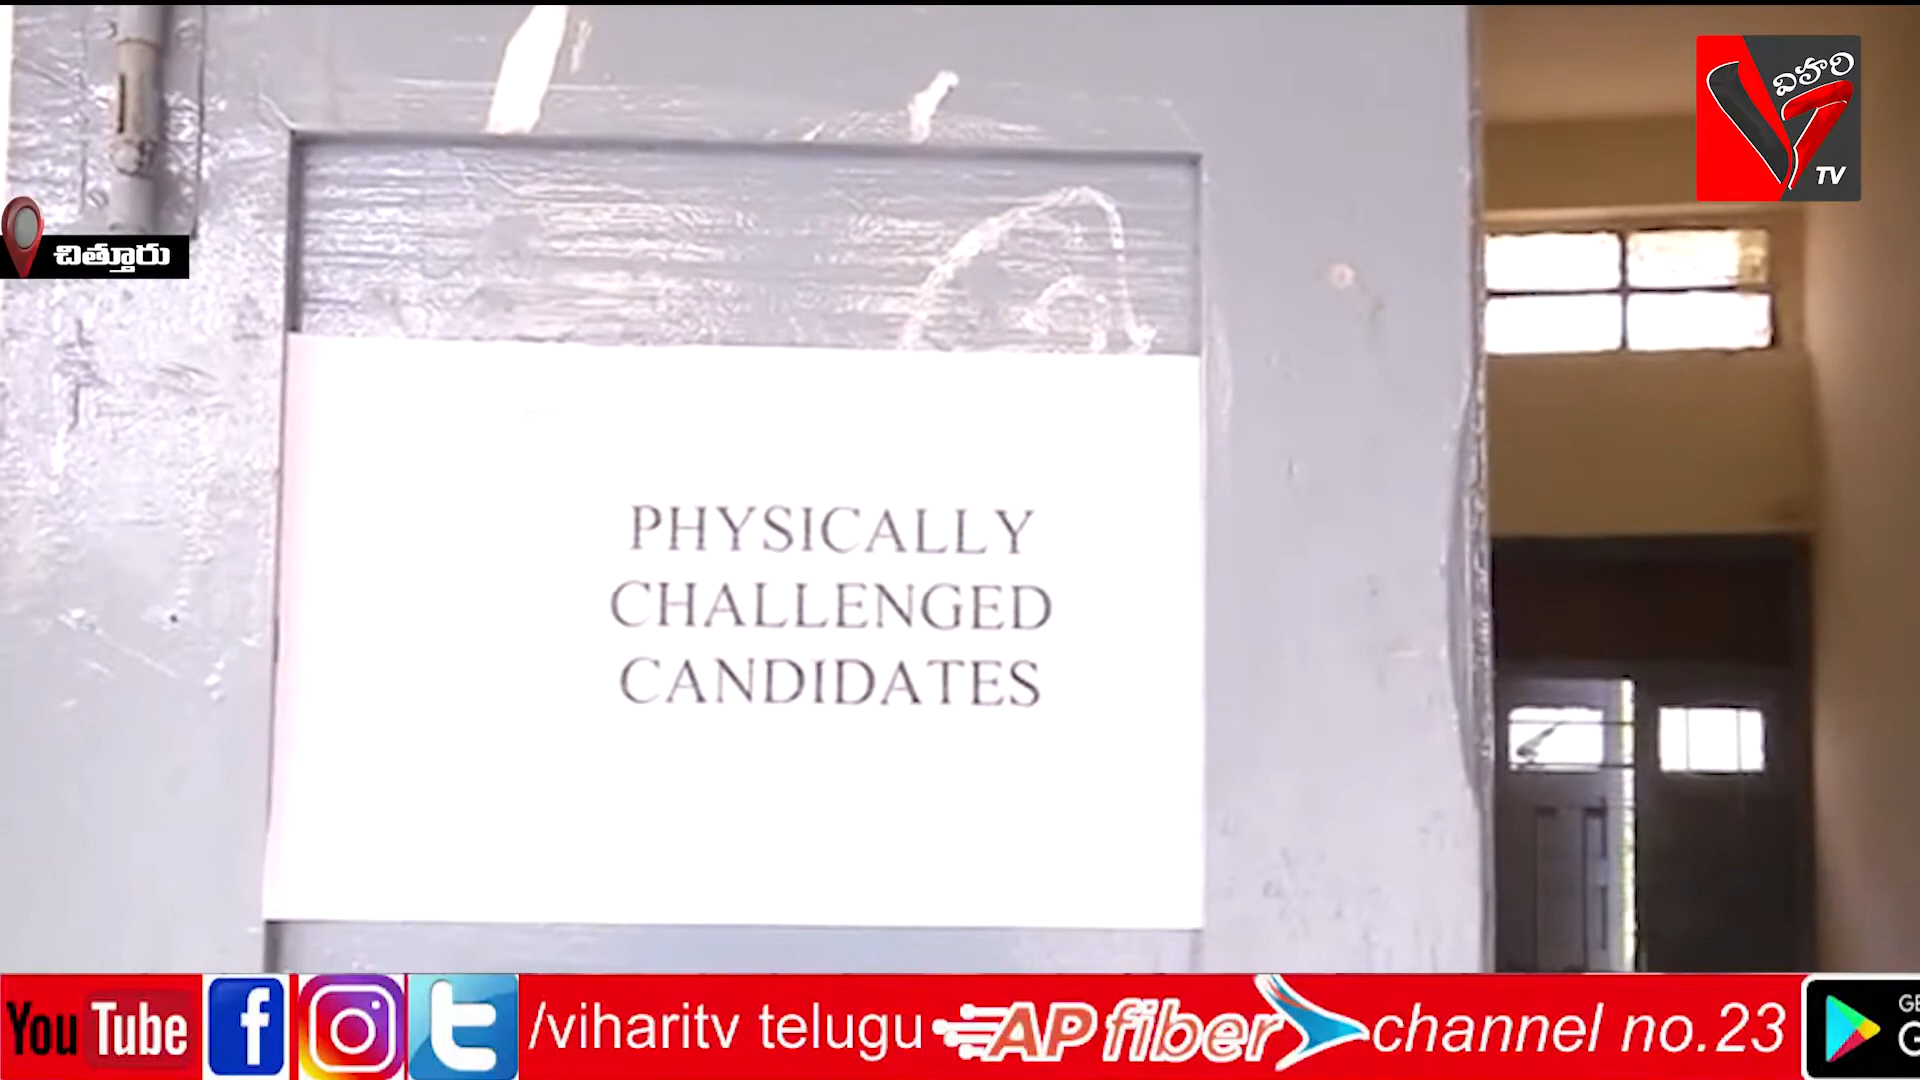 విహారి
TV
చిత్తూరు
PHYSICALLY
CHALLENGED
CANDIDATES
You Tube f t /viharitv telugu AP fiber channel no.23